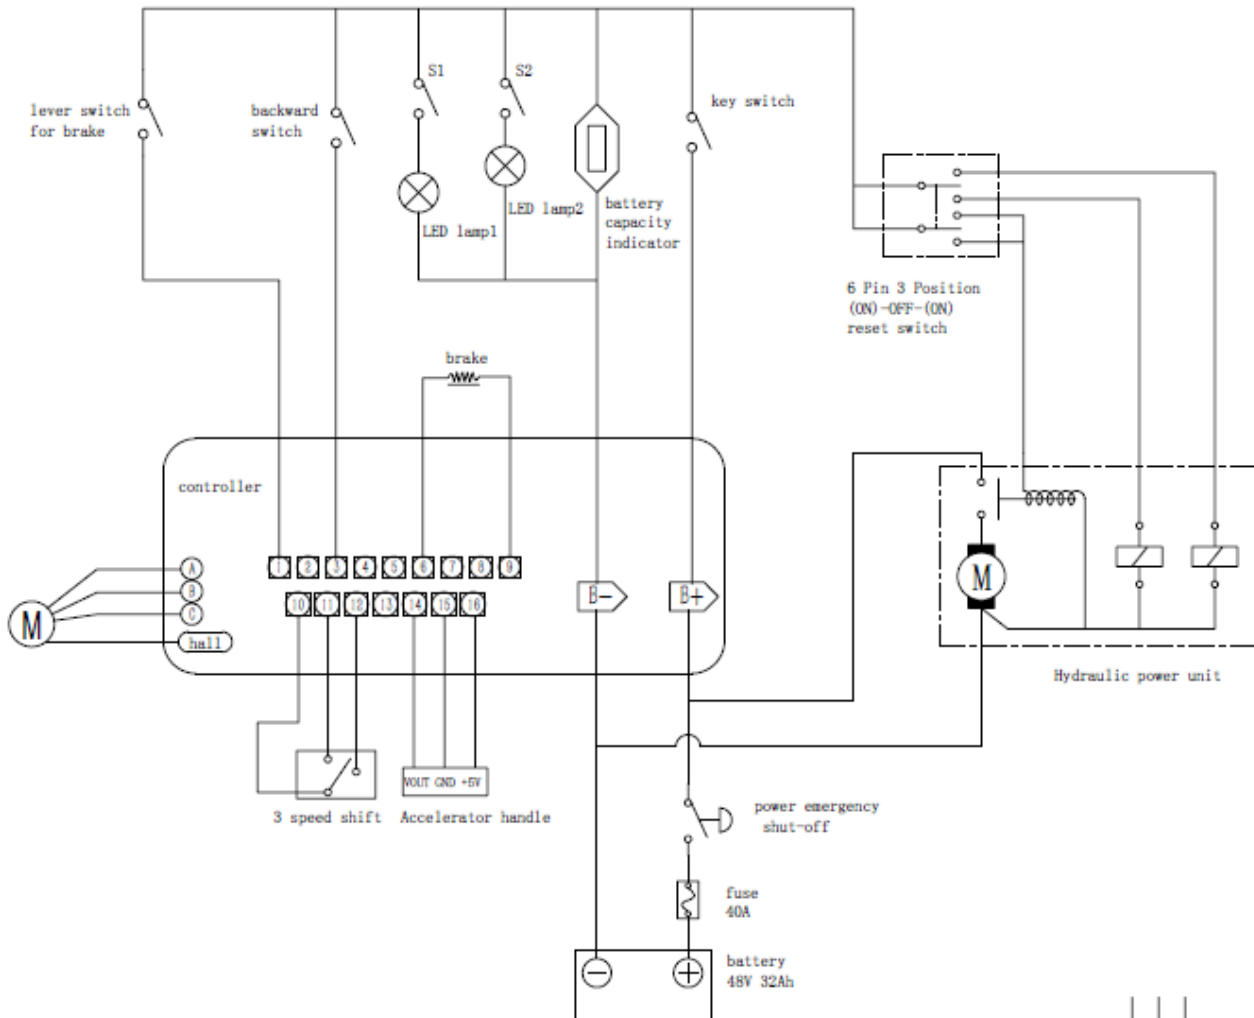 S1
S2
lever switch
for brake
backward
switch
key switch
LED lamp1
LED lamp2
battery
capacity
indicator
6 Pin 3 Position
(ON)-OFF-(ON)
reset switch
brake
controller
1 2 3 4 5 6 7 8 9
10 11 12 13 14 15 16
A
B
C
hall
M
B-
B+
M
Hydraulic power unit
VOUT GND +5V
3 speed shift
Accelerator handle
power emergency
shut-off
fuse
40A
battery
48V 32Ah